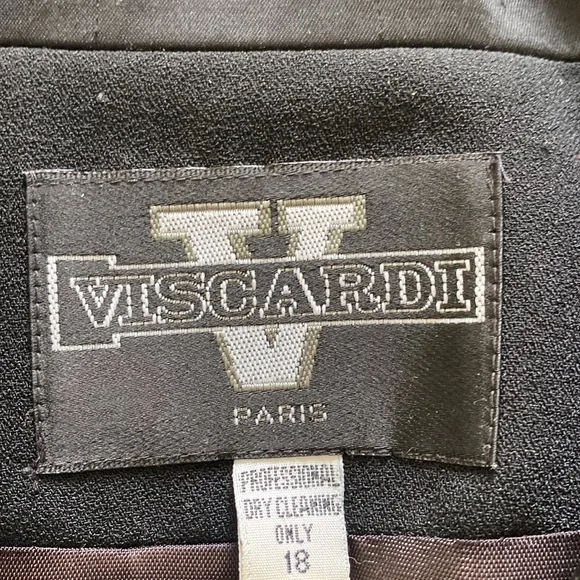 V
VISCARDI
PARIS
PROFESSIONAL
DRY CLEANING
ONLY
18